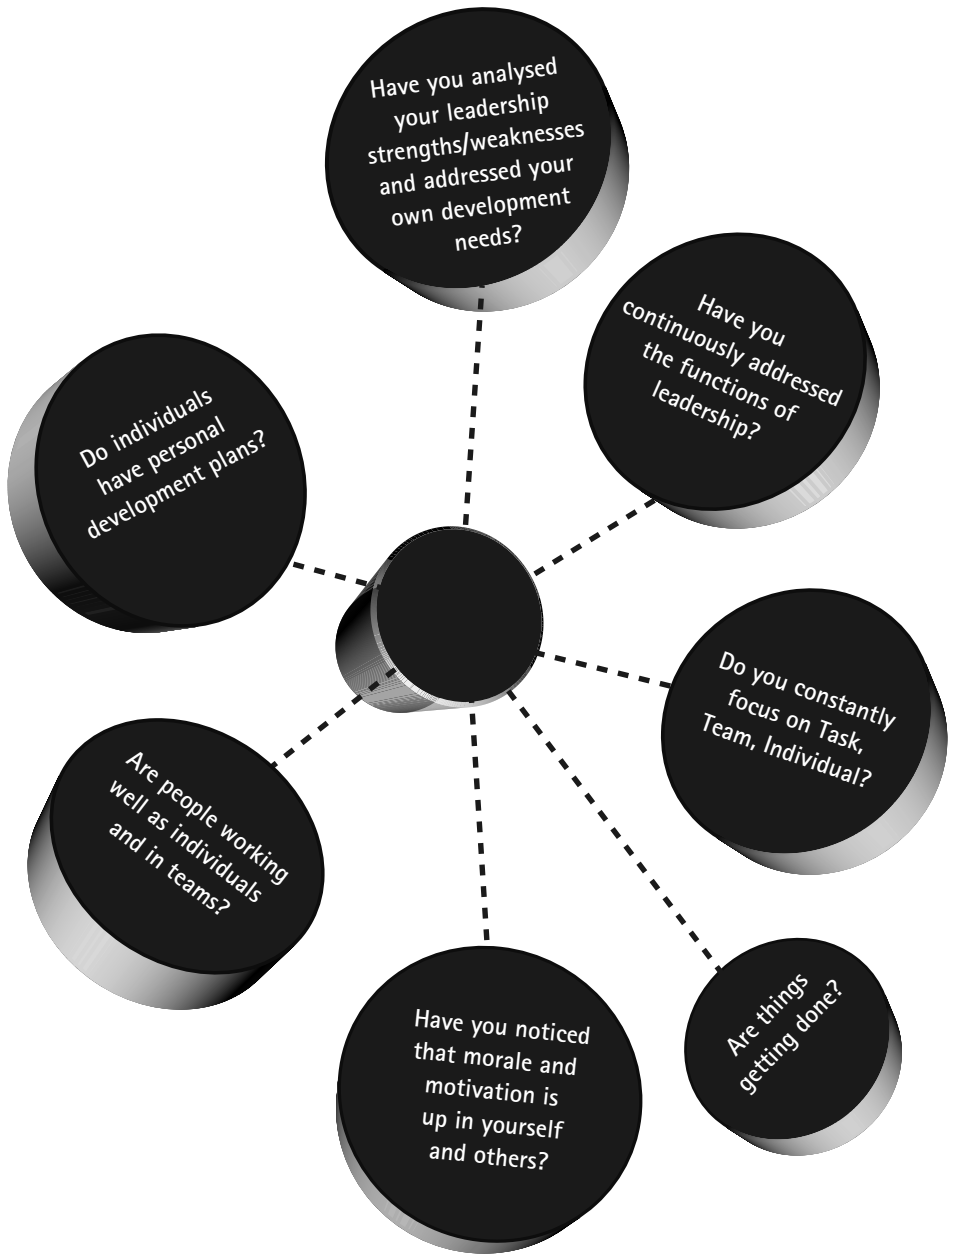 Have you analysed
your leadership
strengths/weaknesses
and addressed your
own development
needs?
Have you
continuously addressed
the functions of
leadership?
Do individuals
have personal
development plans?
Do you constantly
focus on Task,
Team, Individual?
Are people working
well as individuals
and in teams?
Are things
getting done?
Have you noticed
that morale and
motivation is
up in yourself
and others?